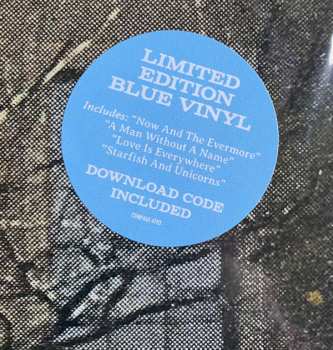 LIMITED
EDITION
BLUE VINYL
Includes: "Now And The Evermore"
"A Man Without A Name"
"Love Is Everywhere"
"Starfish And Unicorns"
DOWNLOAD CODE
INCLUDED